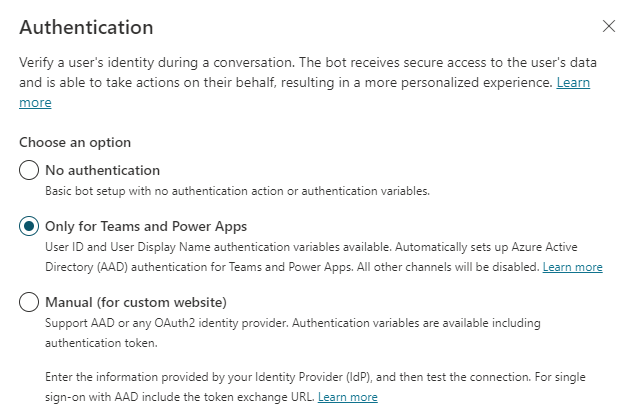 Authentication
Verify a user's identity during a conversation. The bot receives secure access to the user's data
and is able to take actions on their behalf, resulting in a more personalized experience. Learn
more
Choose an option
No authentication
Basic bot setup with no authentication action or authentication variables.
Only for Teams and Power Apps
User ID and User Display Name authentication variables available. Automatically sets up Azure Active
Directory (AAD) authentication for Teams and Power Apps. All other channels will be disabled. Learn more
Manual (for custom website)
Support AAD or any OAuth2 identity provider. Authentication variables are available including
authentication token.
Enter the information provided by your Identity Provider (IdP), and then test the connection. For single
sign-on with AAD include the token exchange URL. Learn more